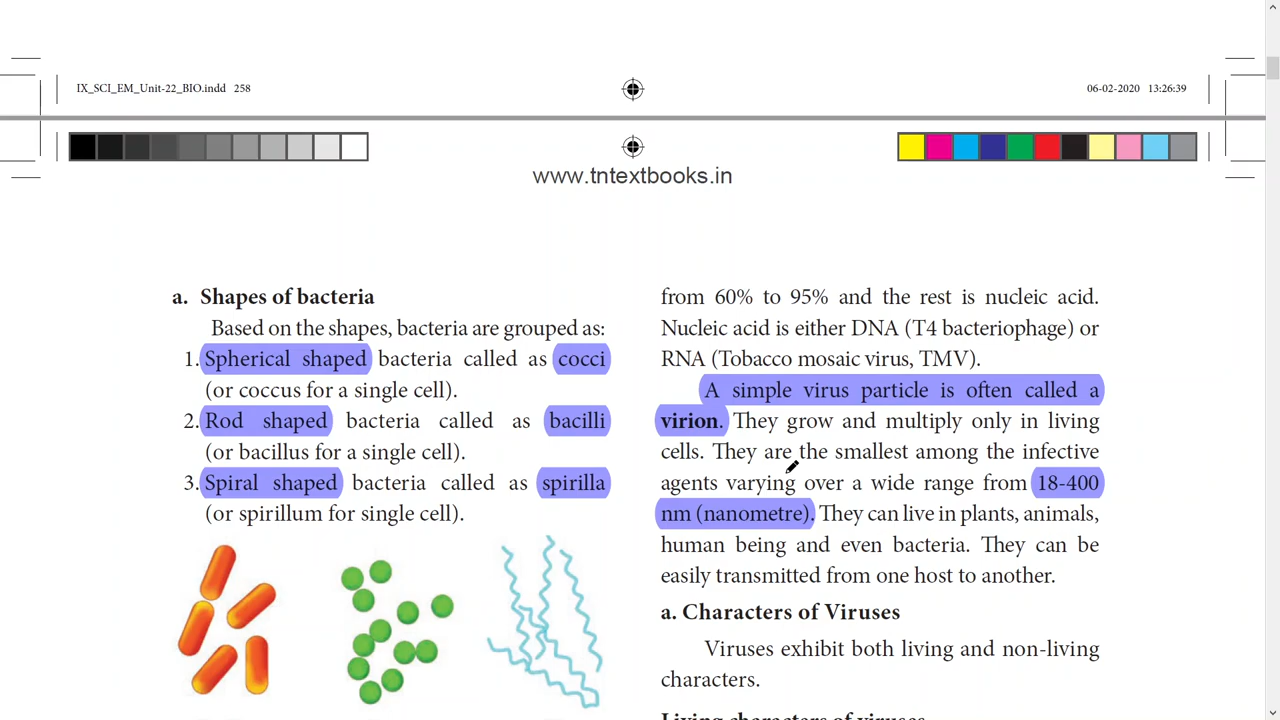 IX_SCI_EM_Unit-22_BIO.indd 258
06-02-2020 13:26:39
www.tntextbooks.in
a. Shapes of bacteria
Based on the shapes, bacteria are grouped as:
1. Spherical shaped bacteria called as cocci
(or coccus for a single cell).
2. Rod shaped bacteria called as bacilli
(or bacillus for a single cell).
3. Spiral shaped bacteria called as spirilla
(or spirillum for single cell).
from 60% to 95% and the rest is nucleic acid.
Nucleic acid is either DNA (T4 bacteriophage) or
RNA (Tobacco mosaic virus, TMV).
A simple virus particle is often called a
virion. They grow and multiply only in living
cells. They are the smallest among the infective
agents varying over a wide range from 18-400
nm (nanometre). They can live in plants, animals,
human being and even bacteria. They can be
easily transmitted from one host to another.
a. Characters of Viruses
Viruses exhibit both living and non-living
characters.
Living characters of viruses